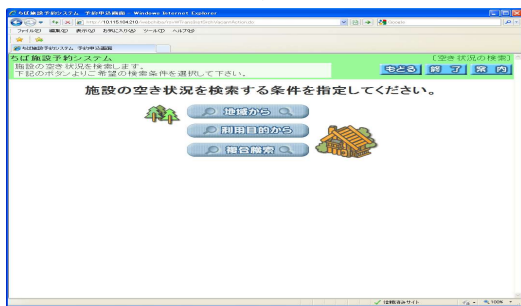 ちば施設予約システム 予約申込画面 - Windows Internet Explorer
ファイル(F) 編集(E) 表示(V) お気に入り(A) ツール(T) ヘルプ(H)
ちば施設予約システム 予約申込画面
ちば施設予約システム
[空き状況の検索]
施設の空き状況を検索します。
下記のボタンよりご希望の検索条件を選択して下さい。
もどる 終了 案内
施設の空き状況を検索する条件を指定してください。
地域から
利用目的から
複合検索
信頼済みサイト
100%